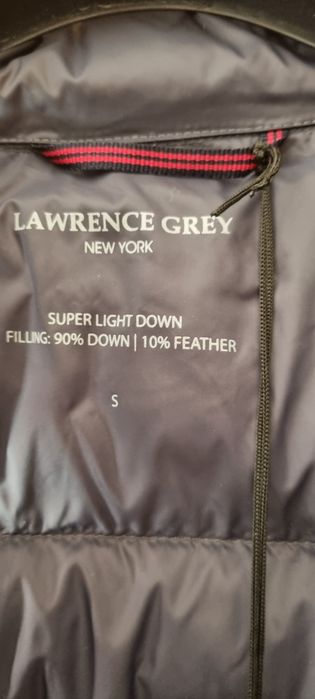 LAWRENCE GREY
NEW YORK
SUPER LIGHT DOWN
FILLING: 90% DOWN | 10% FEATHER
S